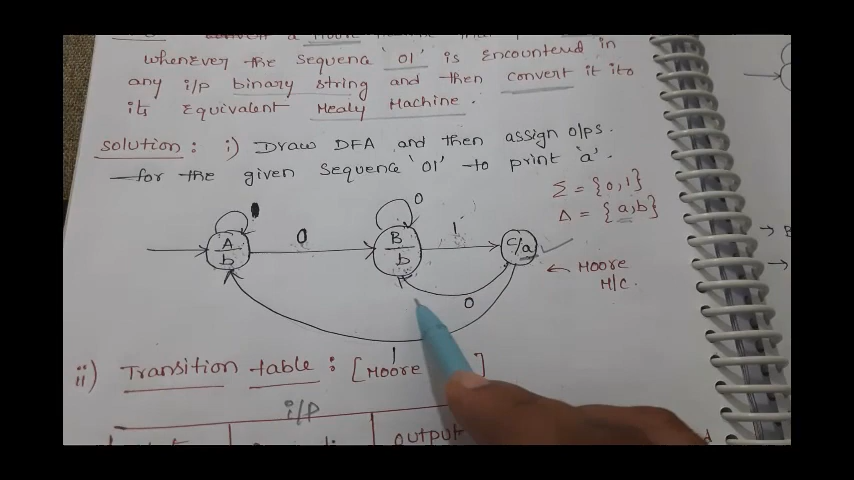 whenever the sequence '01' is encountered in
any i/p binary string and then convert it ito
its Equivalent Mealy Machine.
Solution: i) Draw DFA and then assign o/ps.
for the given sequence '01' to print 'a'.
Σ = {0,1}
Δ = {a,b}
0
1
0
A/b
B/b
C/a
← Moore
M/C.
0
1
ii) Transition table: [Moore ]
i/p
output